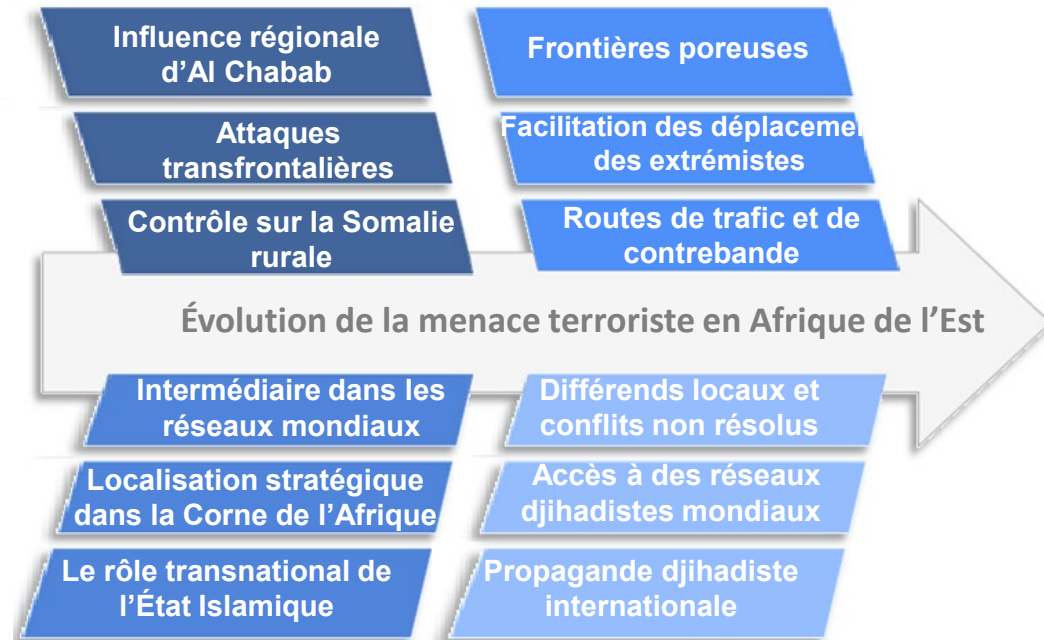 Influence régionale
d'Al Chabab
Attaques
transfrontalières
Contrôle sur la Somalie
rurale
Frontières poreuses
Facilitation des
des extrémistes
Routes de trafic et de
contrebande
Évolution de la menace terroriste en Afrique de l'Est
Intermédiaire dans les
réseaux mondiaux
Localisation stratégique
dans la Corne de l'Afrique
Le rôle transnational de
l'État Islamique
Différends locaux et
conflits non résolus
Accès à des réseaux
djihadistes mondiaux
Propagande djihadiste
internationale